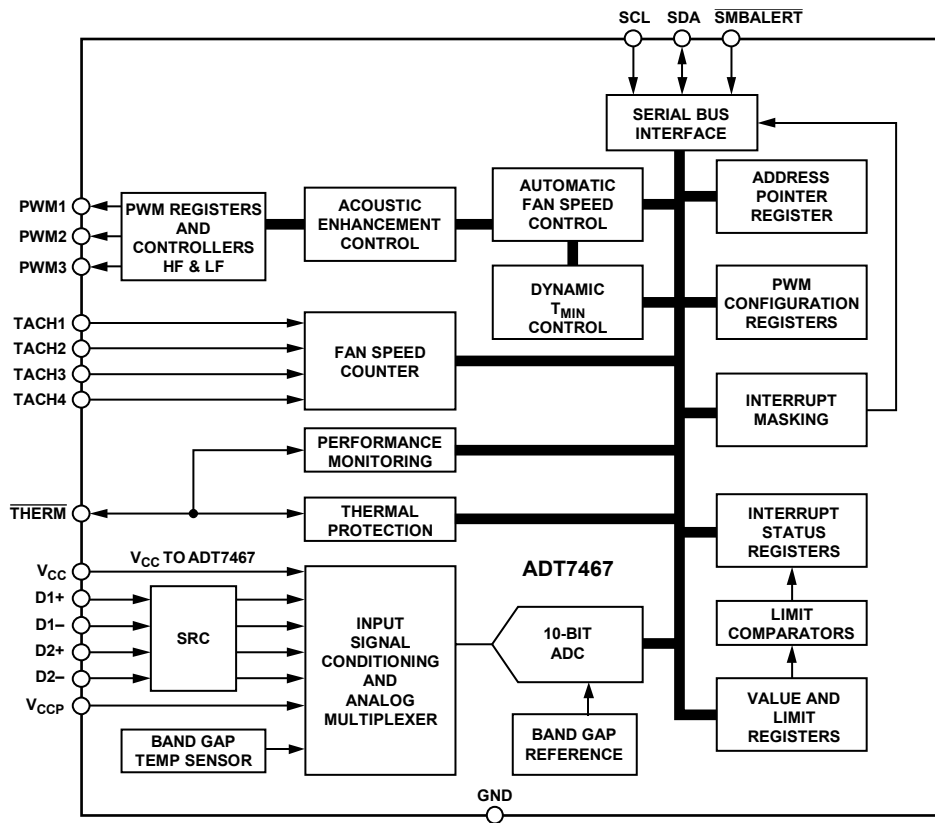 SCL SDA SMBALERT
SERIAL BUS
INTERFACE
PWM1
PWM2
PWM3
PWM REGISTERS
AND
CONTROLLERS
HF & LF
ACOUSTIC
ENHANCEMENT
CONTROL
AUTOMATIC
FAN SPEED
CONTROL
ADDRESS
POINTER
REGISTER
DYNAMIC
TMIN
CONTROL
PWM
CONFIGURATION
REGISTERS
TACH1
TACH2
TACH3
TACH4
FAN SPEED
COUNTER
INTERRUPT
MASKING
PERFORMANCE
MONITORING
THERM
THERMAL
PROTECTION
INTERRUPT
STATUS
REGISTERS
VCC
VCC TO ADT7467
ADT7467
D1+
D1–
D2+
D2–
VCCP
SRC
INPUT
SIGNAL
CONDITIONING
AND
ANALOG
MULTIPLEXER
10-BIT
ADC
LIMIT
COMPARATORS
VALUE AND
LIMIT
REGISTERS
BAND GAP
TEMP SENSOR
BAND GAP
REFERENCE
GND